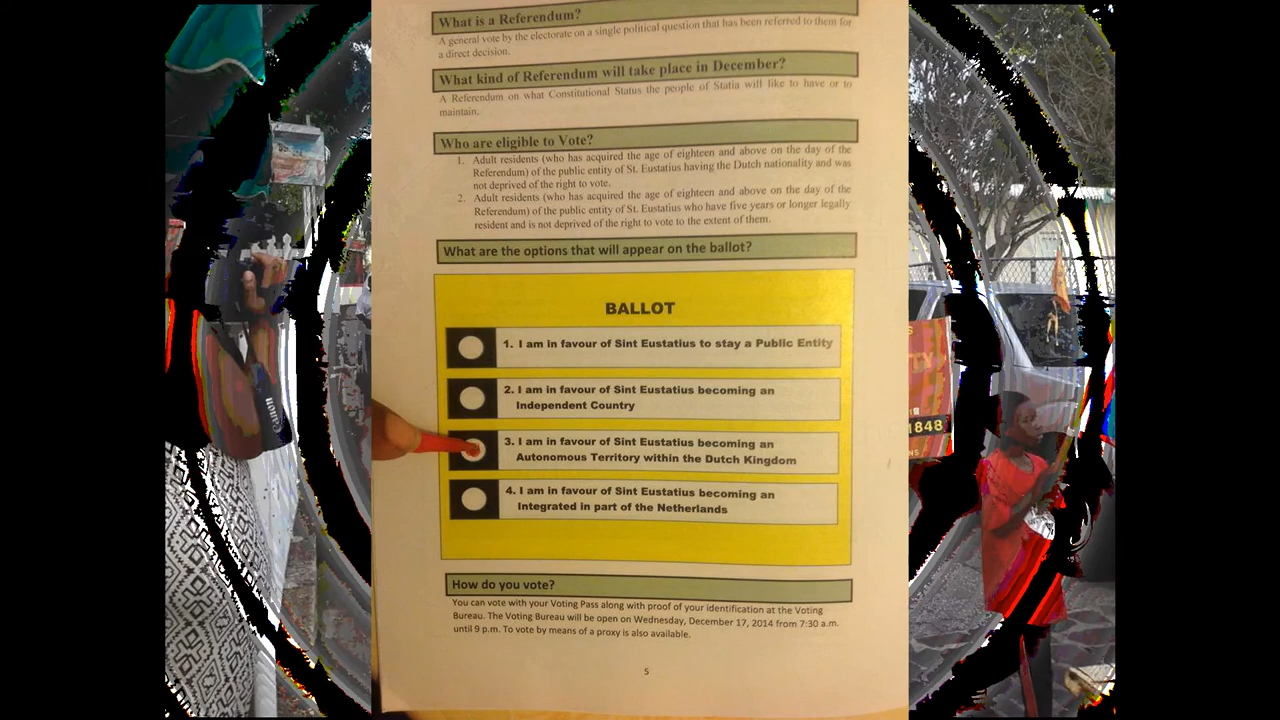 What is a Referendum?
A general vote by the electorate on a single political question that has been referred to them for
a direct decision.
What kind of Referendum will take place in December?
A Referendum on what Constitutional Status the people of Statia will like to have or to
maintain.
Who are eligible to Vote?
1. Adult residents (who has acquired the age of eighteen and above on the day of the
Referendum) of the public entity of St. Eustatius having the Dutch nationality and was
not deprived of the right to vote.
2. Adult residents (who has acquired the age of eighteen and above on the day of the
Referendum) of the public entity of St. Eustatius who have five years or longer legally
resident and is not deprived of the right to vote to the extent of them.
What are the options that will appear on the ballot?
BALLOT
1. I am in favour of Sint Eustatius to stay a Public Entity
2. I am in favour of Sint Eustatius becoming an
Independent Country
3. I am in favour of Sint Eustatius becoming an
Autonomous Territory within the Dutch Kingdom
4. I am in favour of Sint Eustatius becoming an
Integrated in part of the Netherlands
How do you vote?
You can vote with your Voting Pass along with proof of your identification at the Voting
Bureau. The Voting Bureau will be open on Wednesday, December 17, 2014 from 7:30 a.m.
until 9 p.m. To vote by means of a proxy is also available.
5
Canon
1848